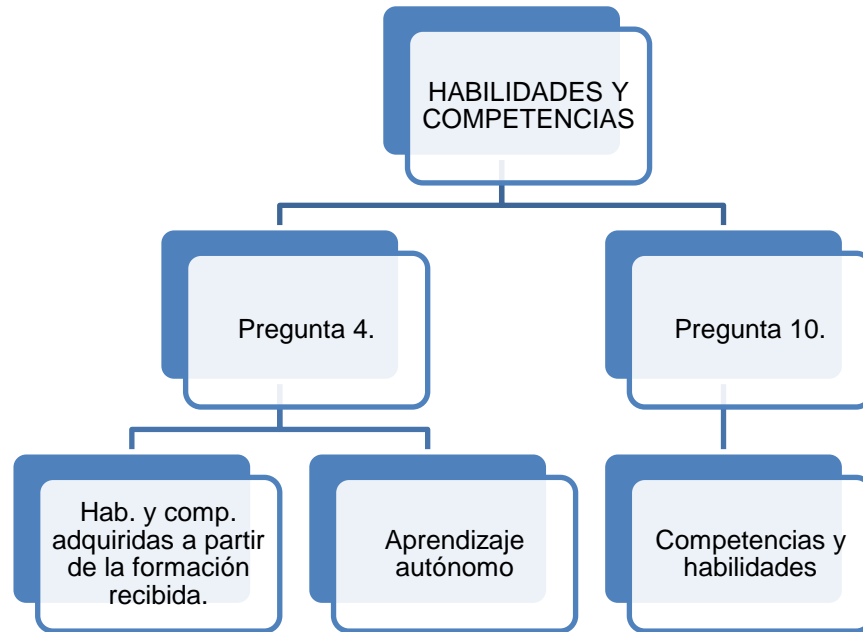 HABILIDADES Y
COMPETENCIAS
Pregunta 4.
Pregunta 10.
Hab. y comp.
adquiridas a partir
de la formación
recibida.
Aprendizaje
autónomo
Competencias y
habilidades